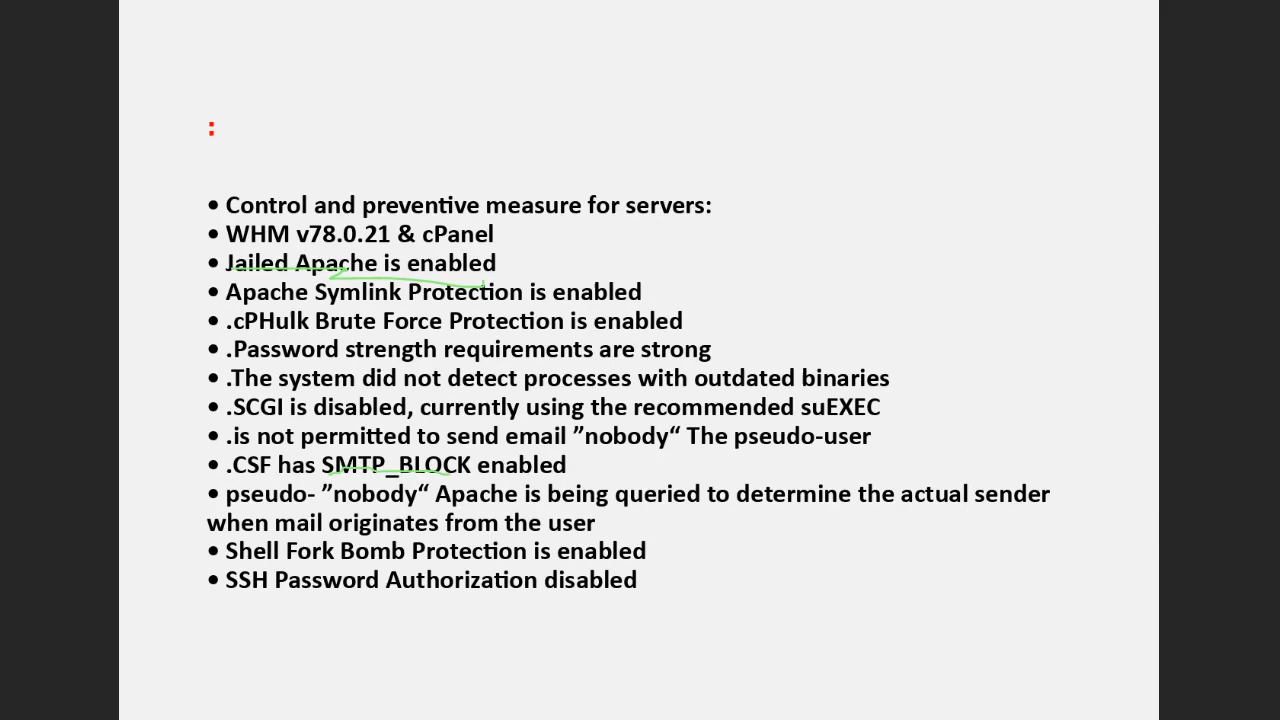 :
• Control and preventive measure for servers:
• WHM v78.0.21 & cPanel
• Jailed Apache is enabled
• Apache Symlink Protection is enabled
• .cPHulk Brute Force Protection is enabled
• .Password strength requirements are strong
• .The system did not detect processes with outdated binaries
• .SCGI is disabled, currently using the recommended suEXEC
• .is not permitted to send email ”nobody“ The pseudo-user
• .CSF has SMTP_BLOCK enabled
• pseudo- ”nobody“ Apache is being queried to determine the actual sender
when mail originates from the user
• Shell Fork Bomb Protection is enabled
• SSH Password Authorization disabled